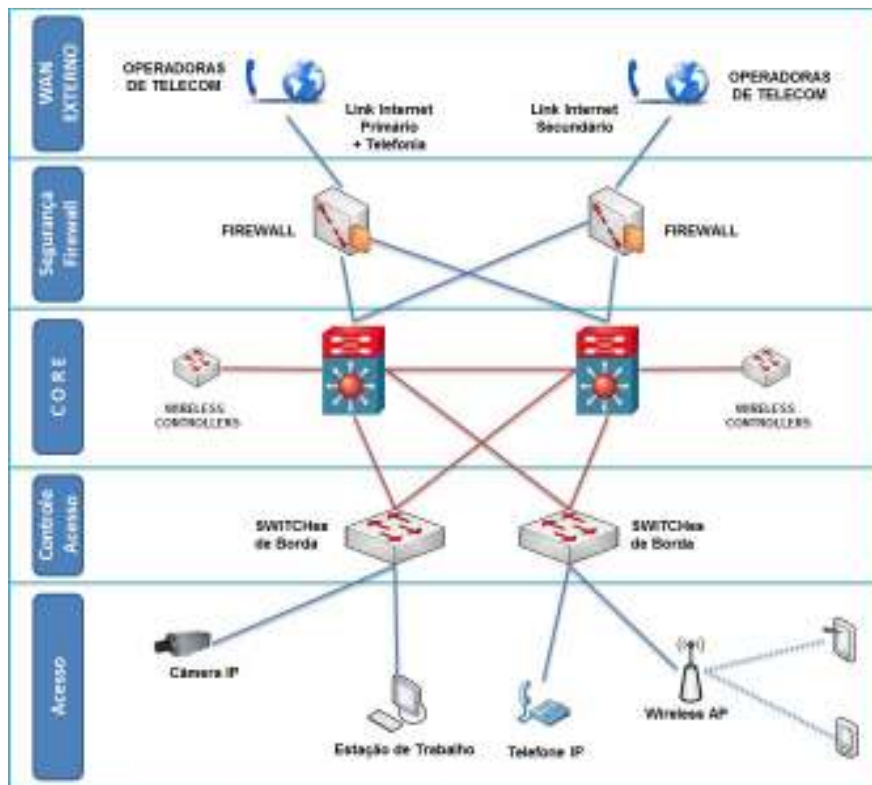 WAN
EXTERNO
OPERADORAS
DE TELECOM
Link Internet
Primário
+ Telefonia
Link Internet
Secundário
OPERADORAS
DE TELECOM
Segurança
Firewall
FIREWALL
FIREWALL
CORE
WIRELESS
CONTROLLERS
WIRELESS
CONTROLLERS
Controle
Acesso
SWITCHes
de Borda
SWITCHes
de Borda
Acesso
Câmera IP
Estação de Trabalho
Telefone IP
Wireless AP